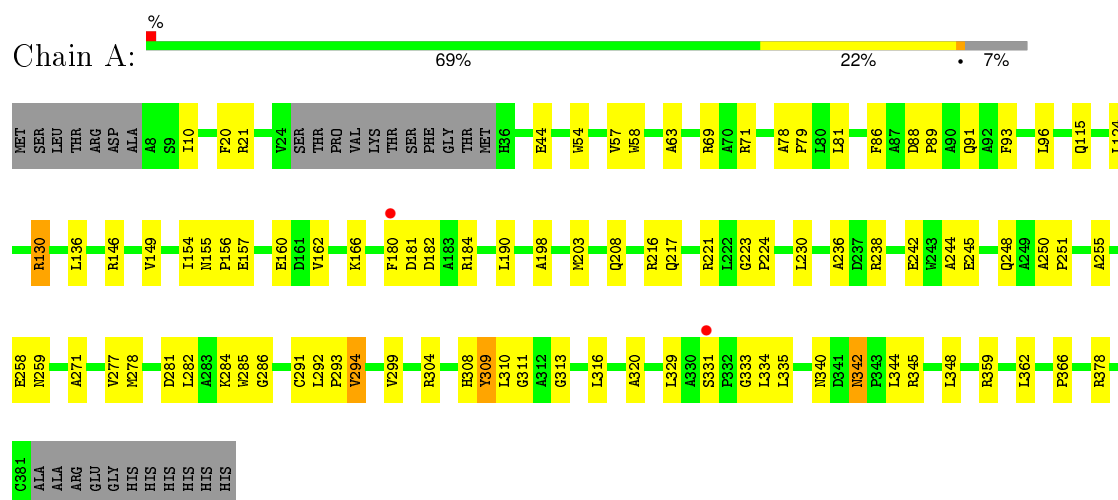 %
Chain A:
69% 22% • 7%
MET SER LEU THR ARG ASP ALA A8 S9 I10 F20 R21 V24 SER THR PRO VAL LYS THR SER PHE GLY THR MET H36 E44 W54 V57 W58 A63 R69 A70 R71 A78 P79 L80 L81 F86 A87 D88 P89 A90 Q91 A92 F93 L96 Q115 L124
R130 L136 R146 V149 I154 N155 P156 E157 E160 D161 V162 K166 F180 D181 D182 A183 R184 L190 A198 M203 Q208 R216 Q217 R221 L222 G223 P224 L230 A236 D237 R238 E242 W243 A244 E245 Q248 A249 A250 P251 A255
E258 N259 A271 V277 M278 D281 L282 A283 K284 W285 G286 C291 L292 P293 V294 V299 R304 H308 Y309 L310 G311 A312 G313 L316 A320 L329 A330 S331 P332 G333 L334 L335 N340 D341 N342 P343 L344 R345 L348 R359 L362 P366 R378
C381 ALA ALA ARG GLU GLY HIS HIS HIS HIS HIS HIS